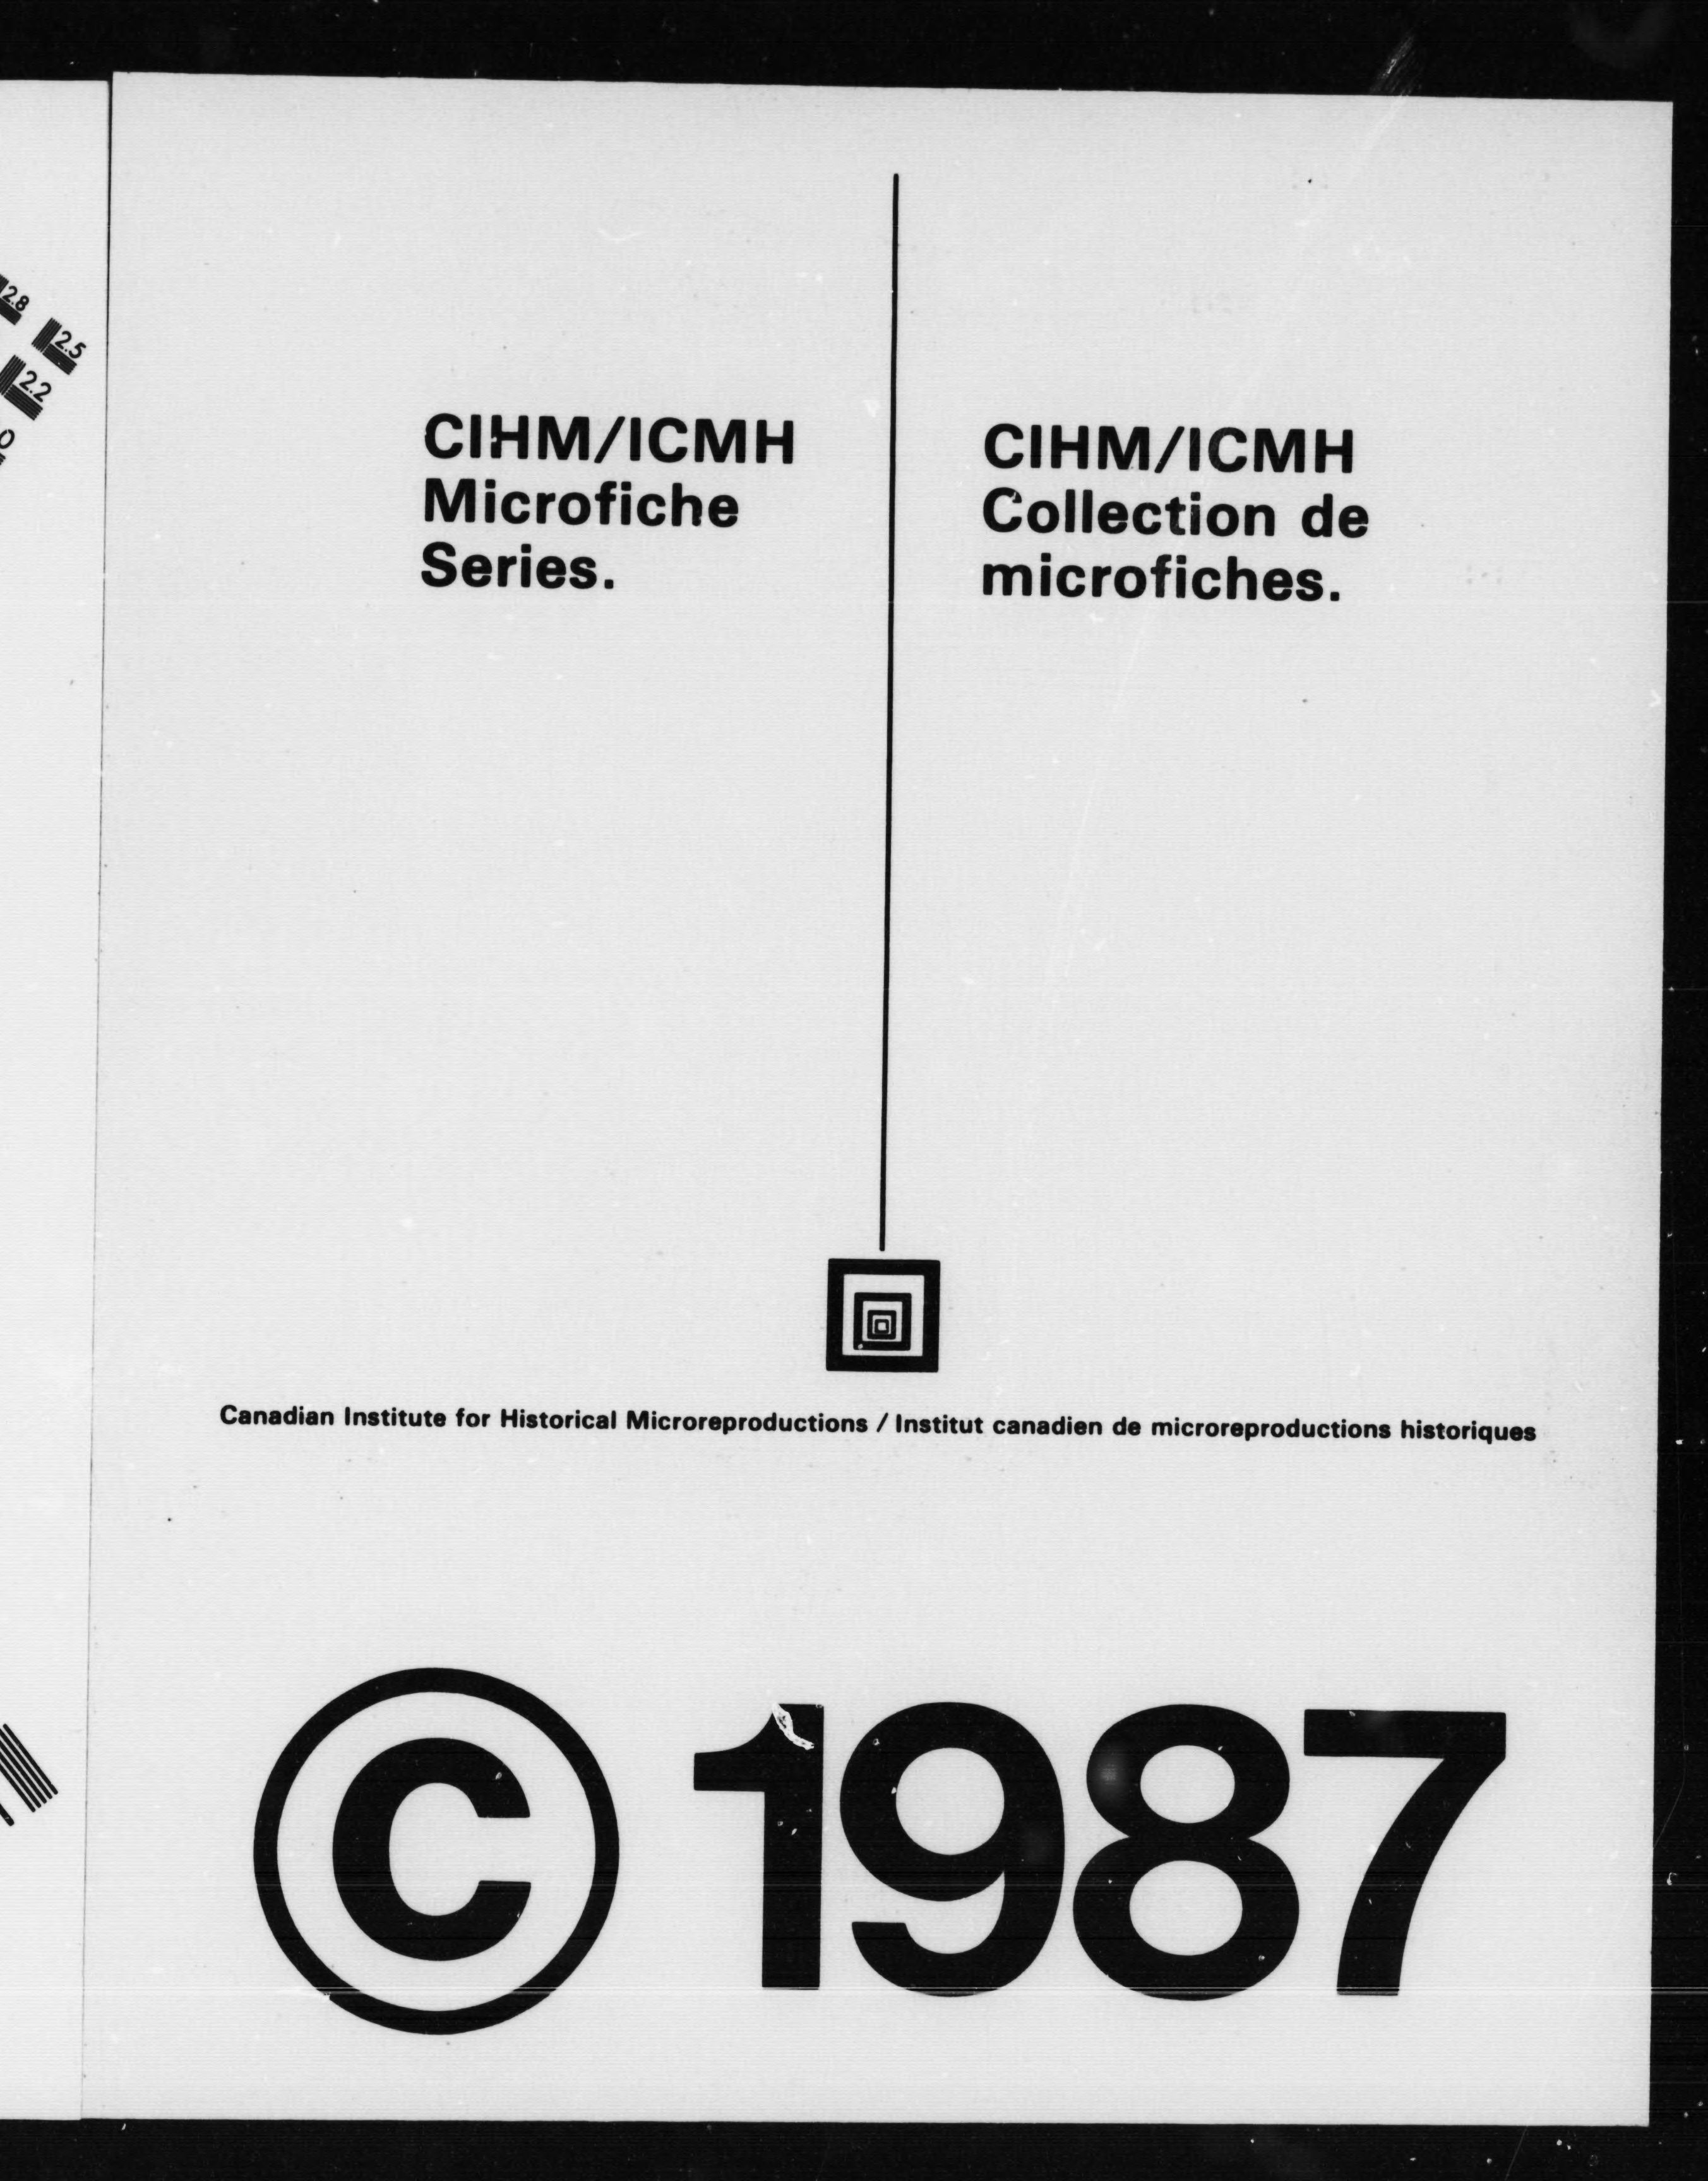 2.8
2.5
2.2
CIHM/ICMH
Microfiche
Series.
CIHM/ICMH
Collection de
microfiches.
Canadian Institute for Historical Microreproductions / Institut canadien de microreproductions historiques
© 1987